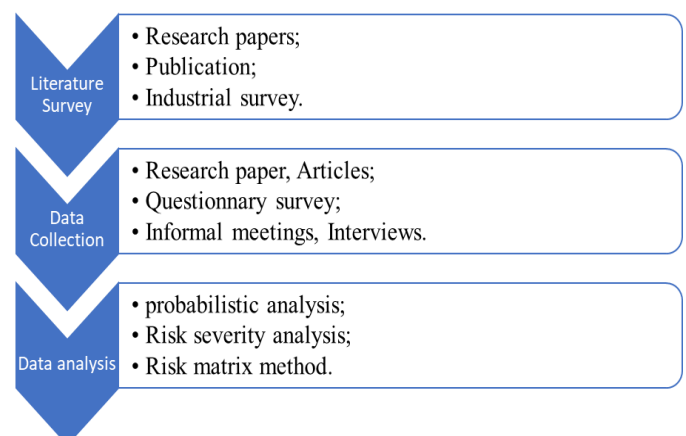 Literature
Survey
• Research papers;
• Publication;
• Industrial survey.
Data
Collection
• Research paper, Articles;
• Questionnary survey;
• Informal meetings, Interviews.
Data analysis
• probabilistic analysis;
• Risk severity analysis;
• Risk matrix method.